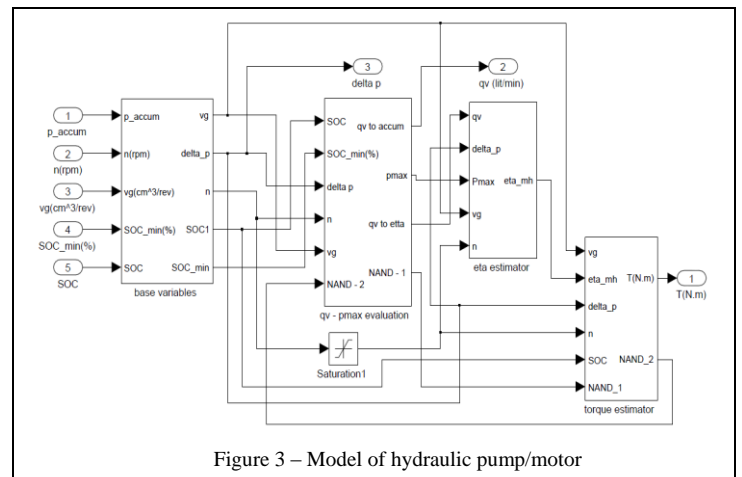 3
delta p
2
qv (lit/min)
1
p_accum
2
n(rpm)
3
vg(cm^3/rev)
4
SOC_min(%)
5
SOC
p_accum
n(rpm)
vg(cm^3/rev)
SOC_min(%)
SOC
vg
delta_p
n
SOC1
SOC_min
base variables
SOC
SOC_min(%)
delta p
n
vg
NAND - 2
qv to accum
pmax
qv to etta
NAND - 1
qv - pmax evaluation
Saturation1
qv
delta_p
Pmax
vg
n
eta_mh
eta estimator
vg
eta_mh
delta_p
n
SOC
NAND_1
T(N.m)
NAND_2
torque estimator
1
T(N.m)
Figure 3 – Model of hydraulic pump/motor